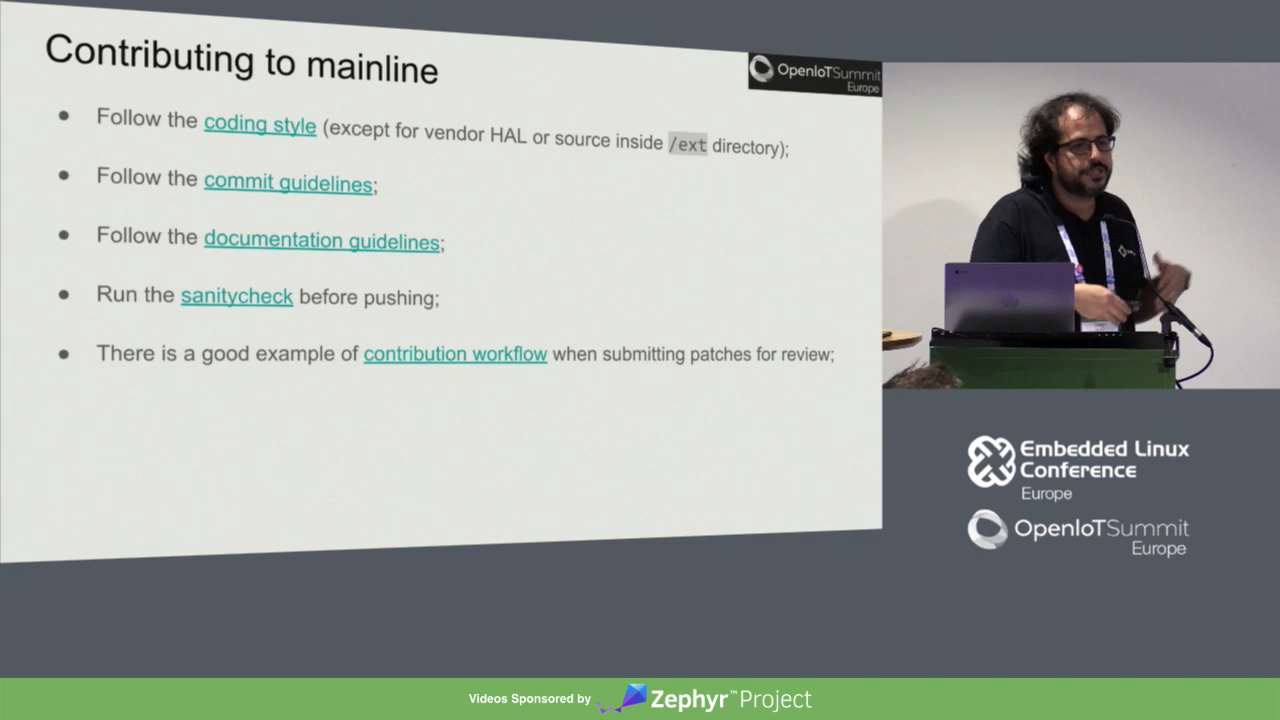 Contributing to mainline
OpenIoTSummit
Europe
● Follow the coding style (except for vendor HAL or source inside /ext directory);
● Follow the commit guidelines;
● Follow the documentation guidelines;
● Run the sanitycheck before pushing;
● There is a good example of contribution workflow when submitting patches for review;
Embedded Linux
Conference
Europe
OpenIoTSummit
Europe
Videos Sponsored by Zephyr™Project